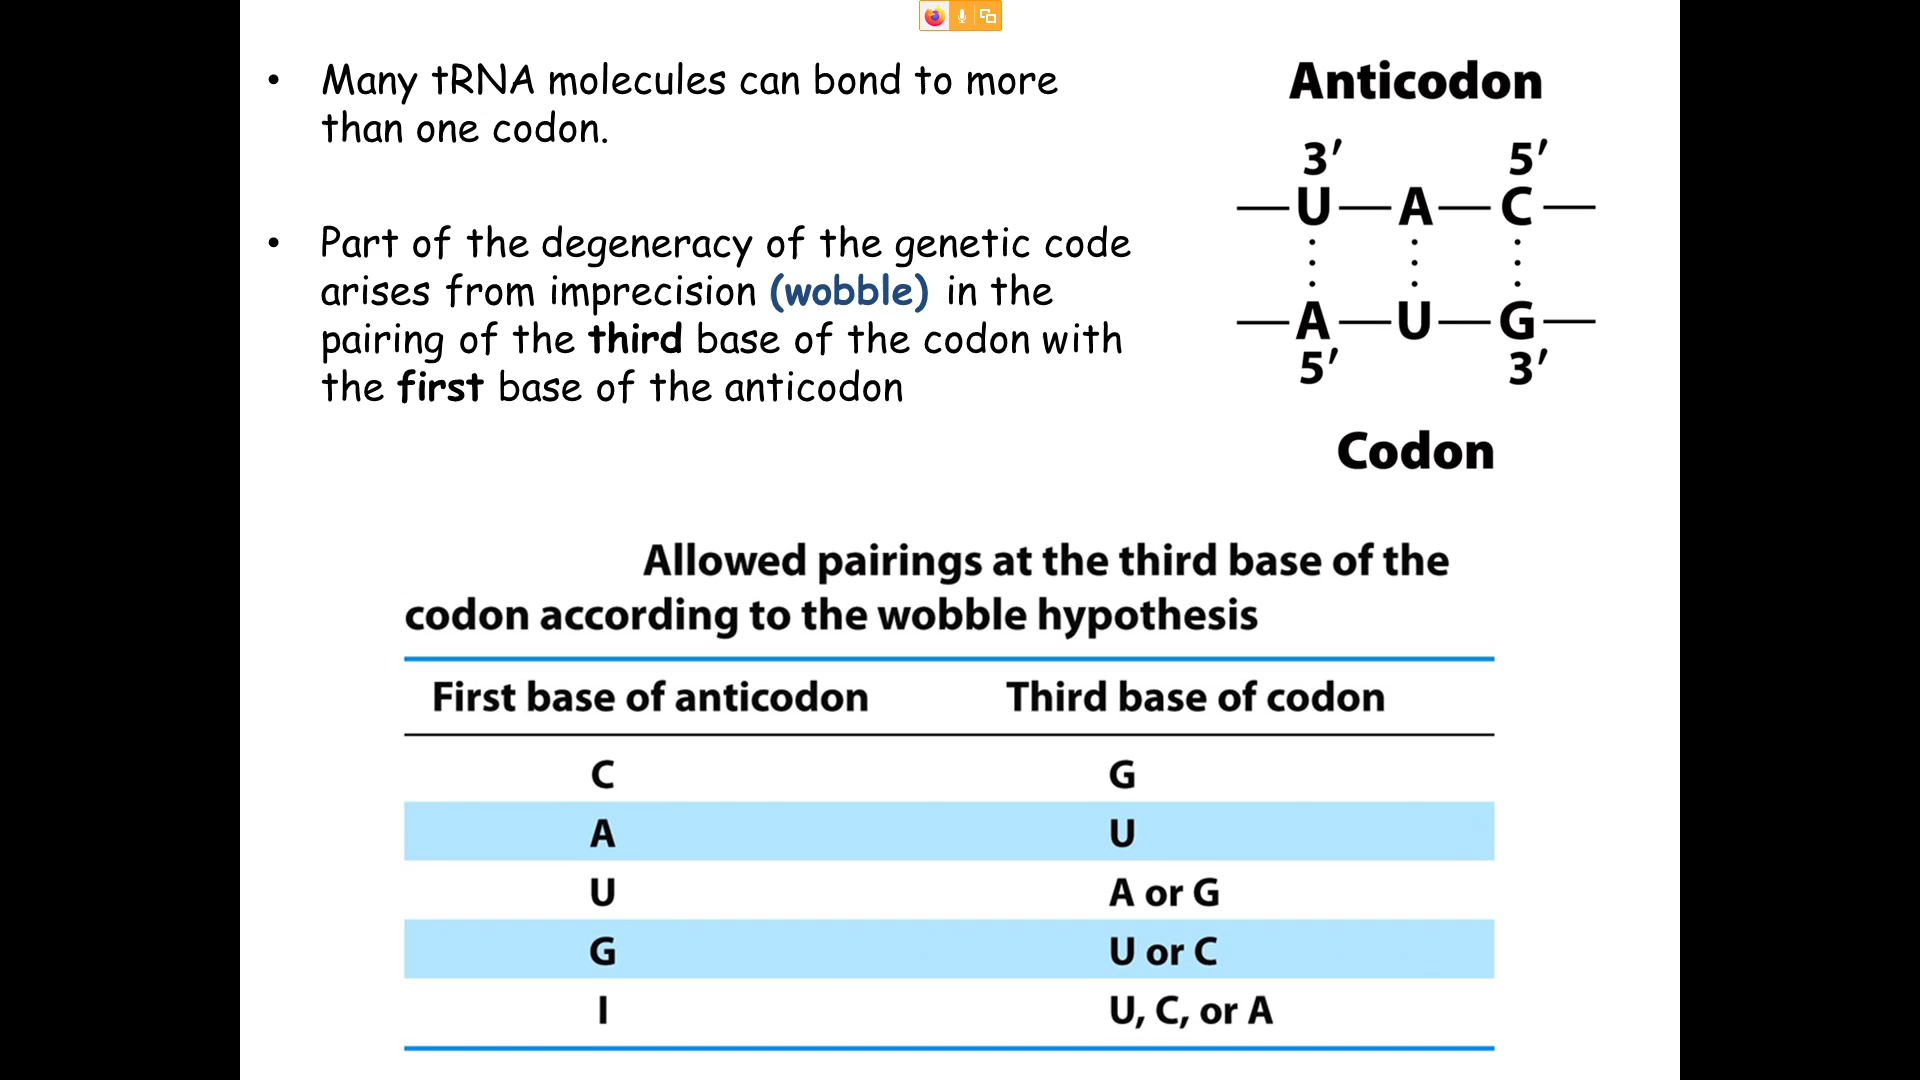 • Many tRNA molecules can bond to more
than one codon.
• Part of the degeneracy of the genetic code
arises from imprecision (wobble) in the
pairing of the third base of the codon with
the first base of the anticodon
Anticodon
3′ 5′
U—A—C
A—U—G
5′ 3′
Codon
Allowed pairings at the third base of the
codon according to the wobble hypothesis
First base of anticodon Third base of codon
C G
A U
U A or G
G U or C
I U, C, or A